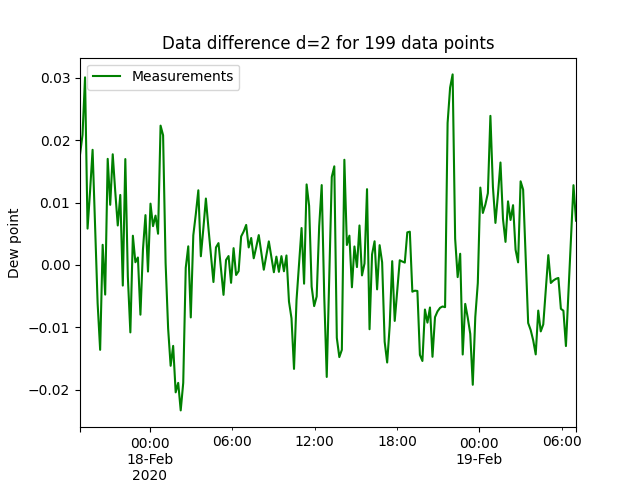 Data difference d=2 for 199 data points
Measurements
Dew point
0.03
0.02
0.01
0.00
−0.01
−0.02
00:00 06:00 12:00 18:00 00:00 06:00
18-Feb 19-Feb
2020